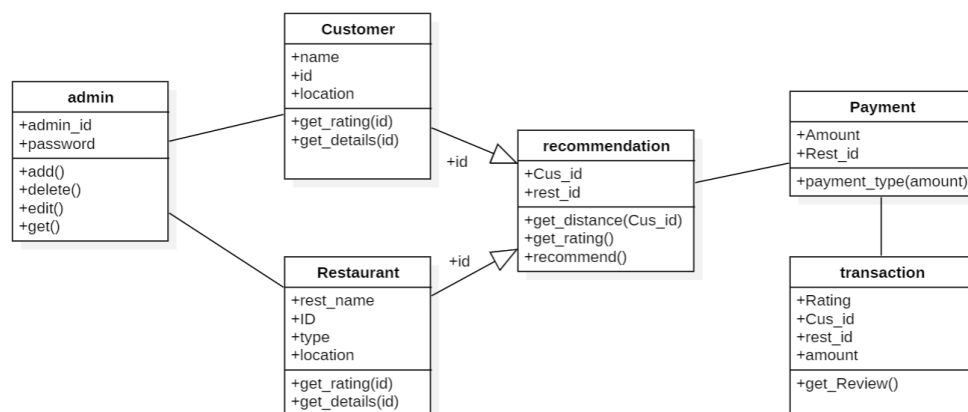 Customer
+name
+id
+location
+get_rating(id)
+get_details(id)
admin
+admin_id
+password
+add()
+delete()
+edit()
+get()
+id
recommendation
+Cus_id
+rest_id
+get_distance(Cus_id)
+get_rating()
+recommend()
Payment
+Amount
+Rest_id
+payment_type(amount)
+id
Restaurant
+rest_name
+ID
+type
+location
+get_rating(id)
+get_details(id)
transaction
+Rating
+Cus_id
+rest_id
+amount
+get_Review()